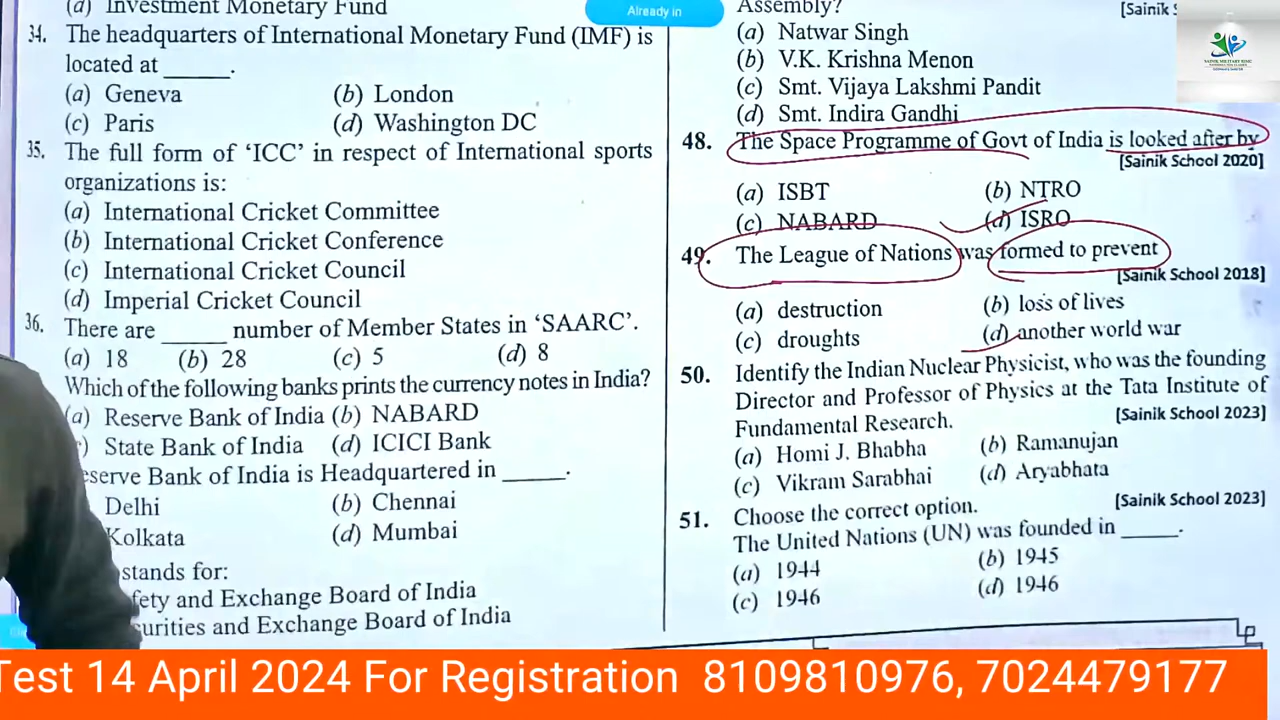 (a) Investment Monetary Fund
34. The headquarters of International Monetary Fund (IMF) is
located at ______.
(a) Geneva (b) London
(c) Paris (d) Washington DC
35. The full form of ‘ICC’ in respect of International sports
organizations is:
(a) International Cricket Committee
(b) International Cricket Conference
(c) International Cricket Council
(d) Imperial Cricket Council
36. There are ______ number of Member States in ‘SAARC’.
(a) 18 (b) 28 (c) 5 (d) 8
Which of the following banks prints the currency notes in India?
(a) Reserve Bank of India (b) NABARD
) State Bank of India (d) ICICI Bank
eserve Bank of India is Headquartered in ______.
Delhi (b) Chennai
Kolkata (d) Mumbai
stands for:
fety and Exchange Board of India
urities and Exchange Board of India
Already in
Assembly?
[Sainik
(a) Natwar Singh
(b) V.K. Krishna Menon
(c) Smt. Vijaya Lakshmi Pandit
(d) Smt. Indira Gandhi
48. The Space Programme of Govt of India is looked after by
[Sainik School 2020]
(a) ISBT (b) NTRO
(c) NABARD (d) ISRO
49. The League of Nations was formed to prevent
[Sainik School 2018]
(a) destruction (b) loss of lives
(c) droughts (d) another world war
50. Identify the Indian Nuclear Physicist, who was the founding
Director and Professor of Physics at the Tata Institute of
Fundamental Research. [Sainik School 2023]
(a) Homi J. Bhabha (b) Ramanujan
(c) Vikram Sarabhai (d) Aryabhata
[Sainik School 2023]
51. Choose the correct option.
The United Nations (UN) was founded in ______.
(a) 1944 (b) 1945
(c) 1946 (d) 1946
Test 14 April 2024 For Registration 8109810976, 7024479177